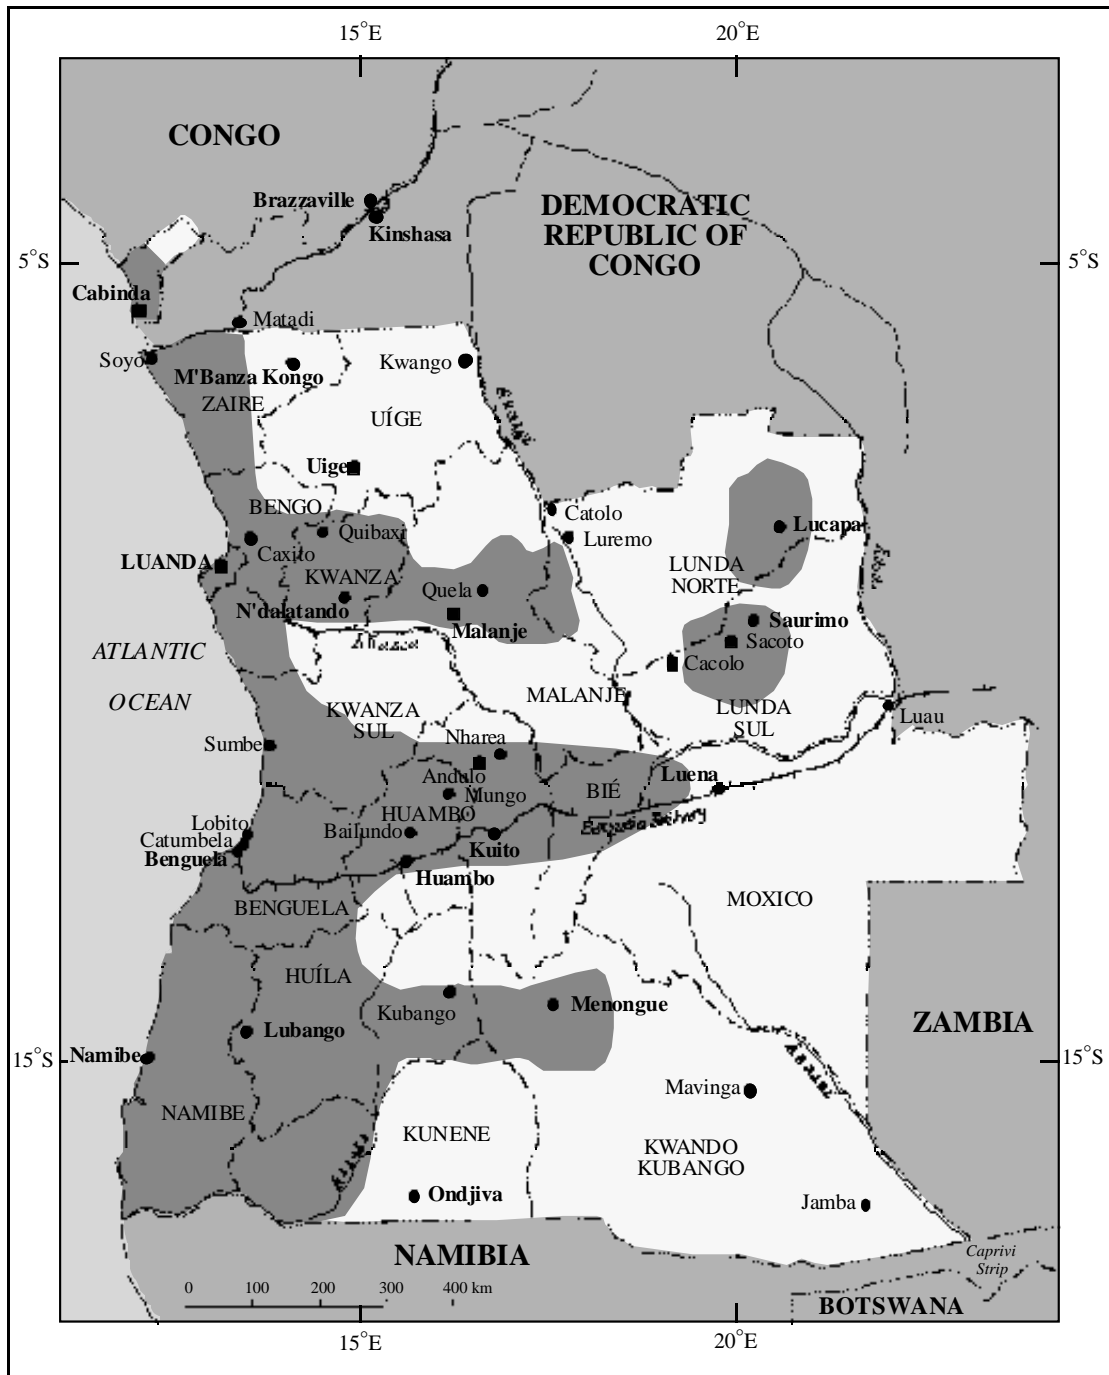 15°E
20°E
CONGO
Brazzaville
Kinshasa
DEMOCRATIC
REPUBLIC OF
CONGO
5°S
5°S
Cabinda
Matadi
Soyo
M'Banza Kongo
Kwango
ZAIRE
UÍGE
Uige
BENGO
Catolo
Quibaxi
Lucapa
Caxito
Luremo
LUANDA
KWANZA
LUNDA
NORTE
Quela
N'dalatando
Malanje
Saurimo
Sacoto
ATLANTIC
OCEAN
Cacolo
MALANJE
KWANZA
SUL
LUNDA
SUL
Luau
Sumbe
Nharea
Andulo
Luena
Mungo
BIÉ
HUAMBO
Lobito
Bailundo
Catumbela
Kuito
Benguela
Benguela Railway
Huambo
BENGUELA
MOXICO
HUÍLA
Kubango
Menongue
Lubango
ZAMBIA
Namibe
15°S
15°S
Mavinga
NAMIBE
KUNENE
KWANDO
KUBANGO
Ondjiva
Jamba
NAMIBIA
Caprivi
Strip
0 100 200 300 400 km
BOTSWANA
15°E
20°E